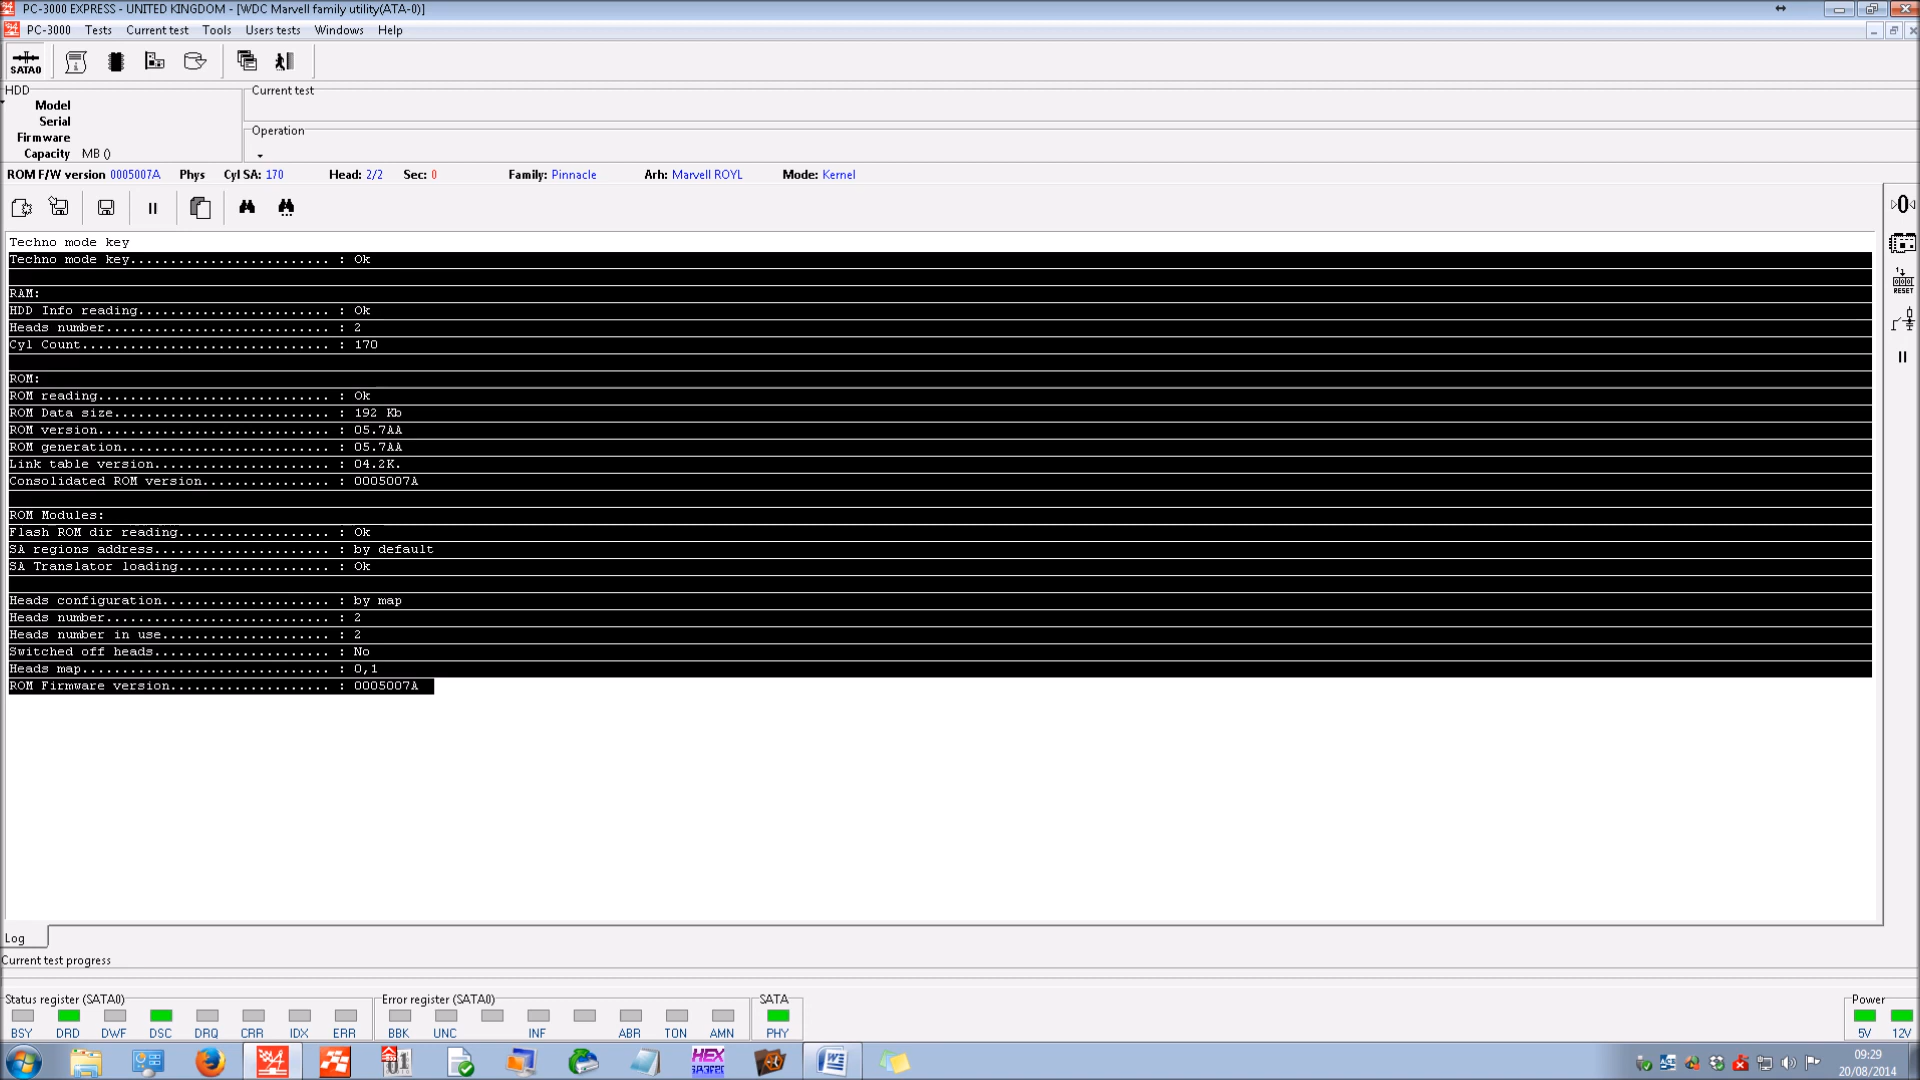 PC-3000 EXPRESS - UNITED KINGDOM - [WDC Marvell family utility(ATA-0)]
PC-3000 Tests Current test Tools Users tests Windows Help
SATA0
HDD
Model
Serial
Firmware
Capacity MB ()
Current test
Operation
ROM F/W version 0005007A Phys Cyl SA: 170 Head: 2/2 Sec: 0 Family: Pinnacle Arh: Marvell ROYL Mode: Kernel
RESET
Techno mode key
Techno mode key......................... : Ok
RAM:
HDD Info reading........................ : Ok
Heads number............................ : 2
Cyl Count............................... : 170
ROM:
ROM reading............................. : Ok
ROM Data size........................... : 192 Kb
ROM version............................. : 05.7AA
ROM generation.......................... : 05.7AA
Link table version...................... : 04.2K.
Consolidated ROM version................ : 0005007A
ROM Modules:
Flash ROM dir reading................... : Ok
SA regions address...................... : by default
SA Translator loading................... : Ok
Heads configuration..................... : by map
Heads number............................ : 2
Heads number in use..................... : 2
Switched off heads...................... : No
Heads map............................... : 0,1
ROM Firmware version.................... : 0005007A
Log
Current test progress
Status register (SATA0)
BSY DRD DWF DSC DRQ CRR IDX ERR
Error register (SATA0)
BBK UNC INF ABR TON AMN
SATA
PHY
Power
5V 12V
HEX
09:29
20/08/2014